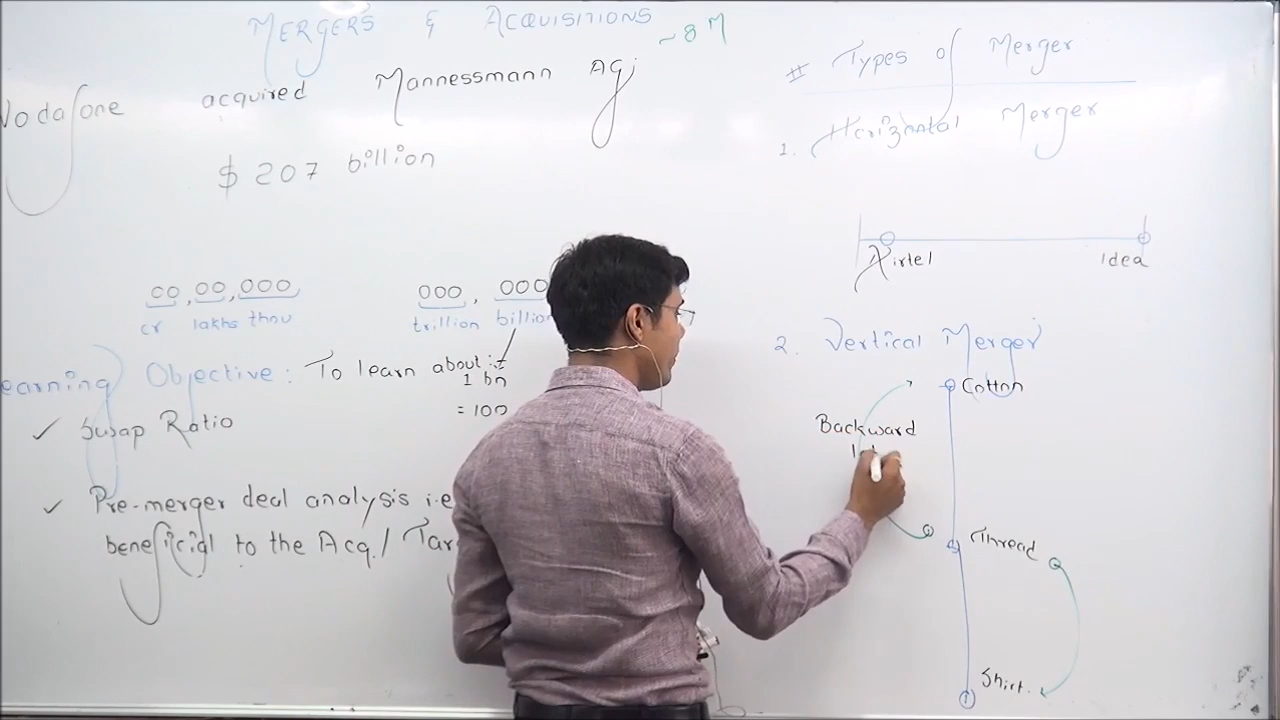 MERGERS & ACQUISITIONS
~8 M
Vodafone acquired Mannessmann AG
$ 207 billion
00, 00, 000
cr lakhs thou
000, 000
trillion billion
1 bn
= 100
Learning Objective: To learn about:-
✓ Swap Ratio
✓ Pre-merger deal analysis i.e
beneficial to the Acq./ Tar
# Types of Merger
1. Horizontal Merger
Airtel Idea
2. Vertical Merger
Cotton
Backward
Thread
Shirt.